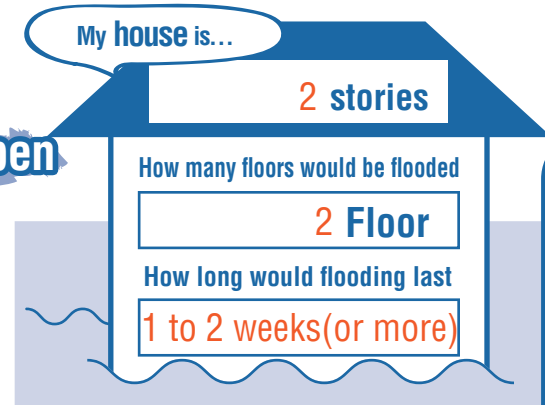 My house is...
2 stories
pen
How many floors would be flooded
2 Floor
How long would flooding last
1 to 2 weeks(or more)